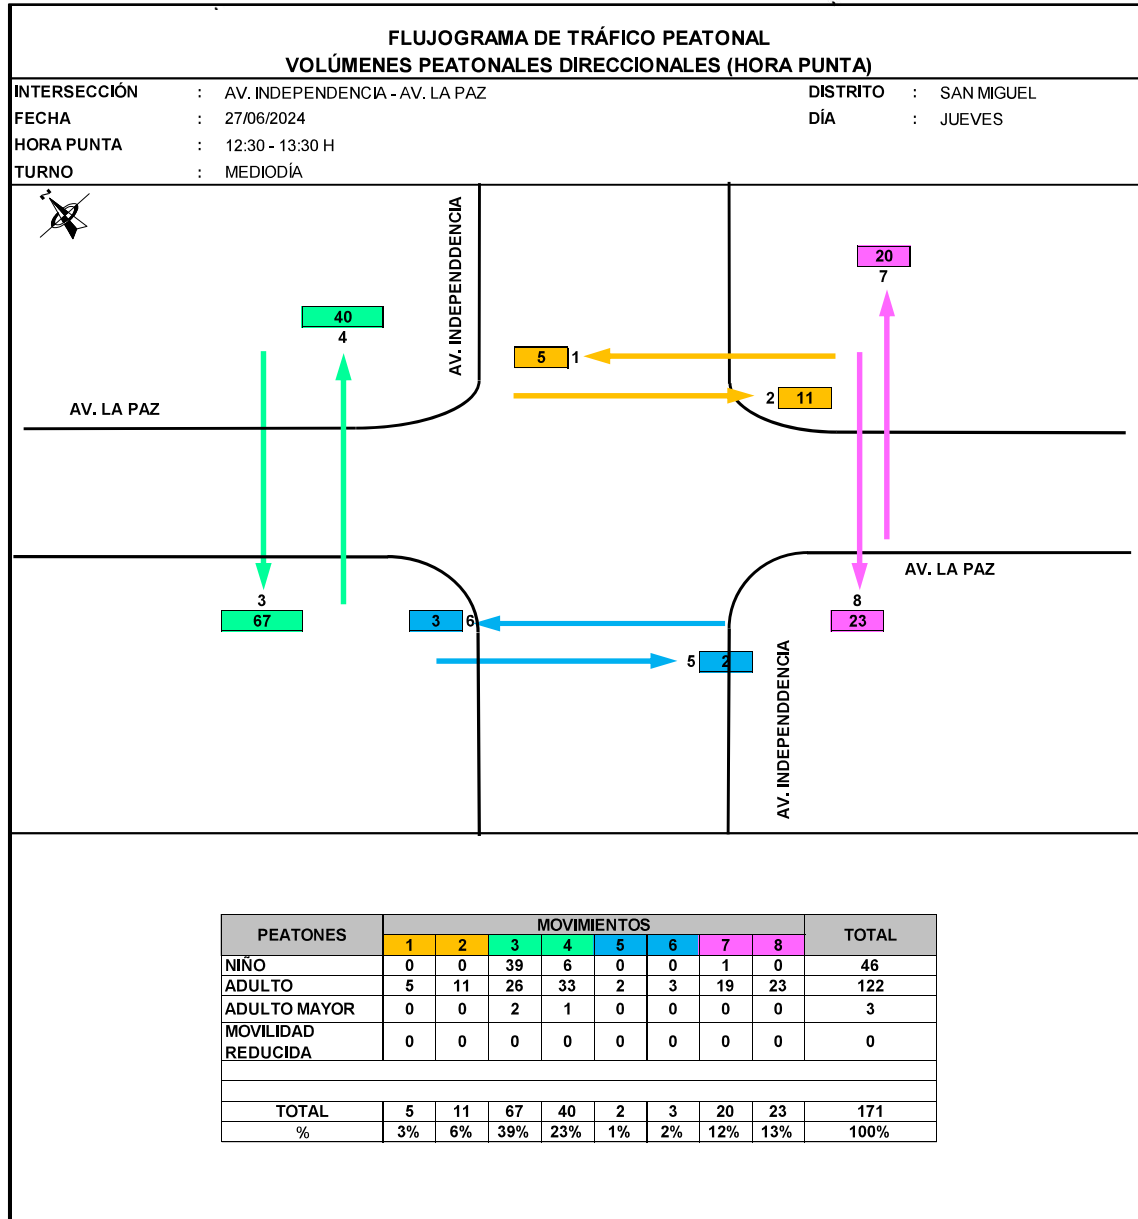 FLUJOGRAMA DE TRÁFICO PEATONAL
VOLÚMENES PEATONALES DIRECCIONALES (HORA PUNTA)
INTERSECCIÓN : AV. INDEPENDENCIA - AV. LA PAZ DISTRITO : SAN MIGUEL
FECHA : 27/06/2024 DÍA : JUEVES
HORA PUNTA : 12:30 - 13:30 H
TURNO : MEDIODÍA
AV. INDEPENDDENCIA
20
7
40
4
5 1
2 11
AV. LA PAZ
AV. LA PAZ
3
67
3 6
8
23
5 2
AV. INDEPENDDENCIA
PEATONES MOVIMIENTOS TOTAL
1 2 3 4 5 6 7 8
NIÑO 0 0 39 6 0 0 1 0 46
ADULTO 5 11 26 33 2 3 19 23 122
ADULTO MAYOR 0 0 2 1 0 0 0 0 3
MOVILIDAD
REDUCIDA 0 0 0 0 0 0 0 0 0
TOTAL 5 11 67 40 2 3 20 23 171
% 3% 6% 39% 23% 1% 2% 12% 13% 100%